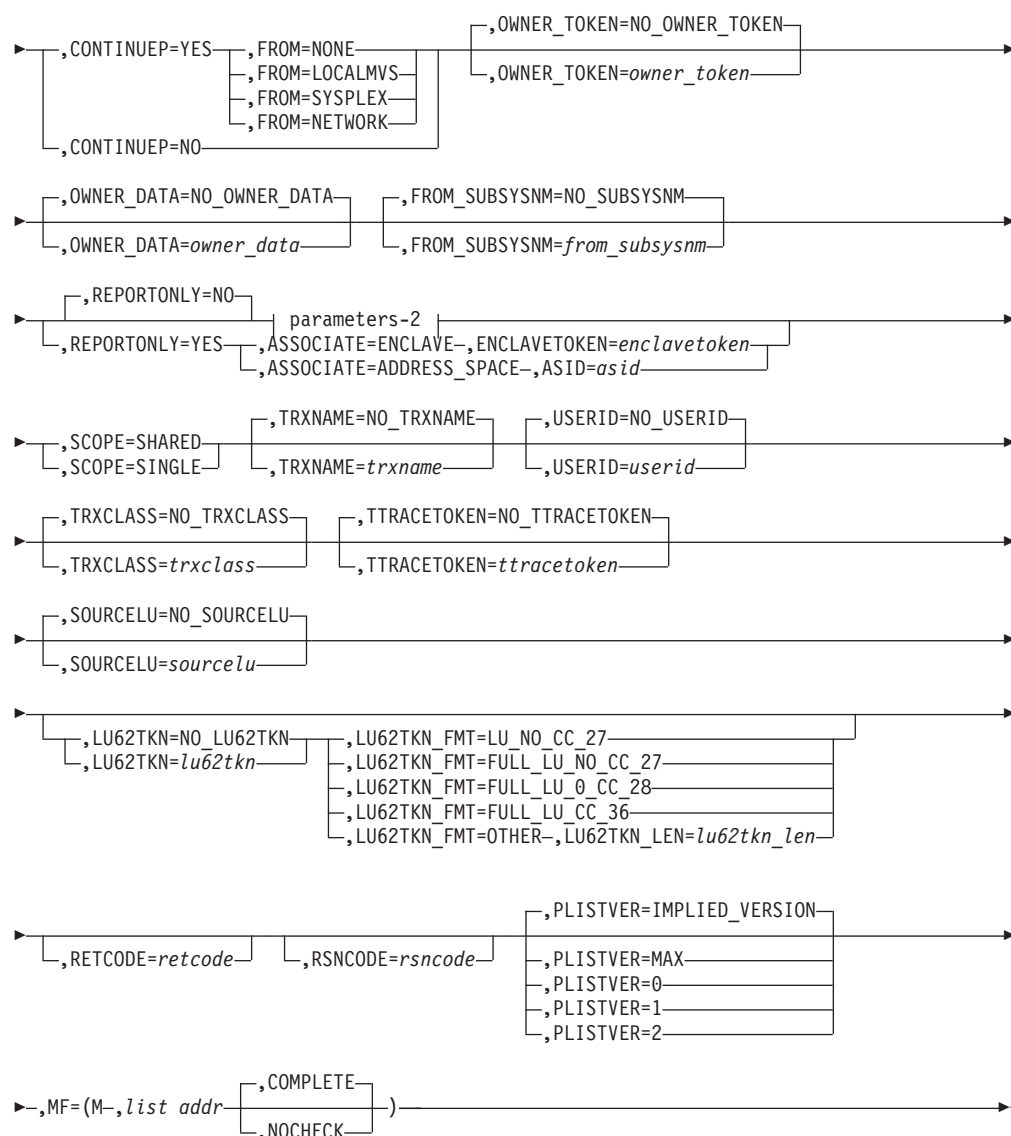 ,OWNER_TOKEN=NO_OWNER_TOKEN
,CONTINUEP=YES ,FROM=NONE
,FROM=LOCALMVS ,OWNER_TOKEN=owner_token
,FROM=SYSPLEX
,FROM=NETWORK
,CONTINUEP=NO
,OWNER_DATA=NO_OWNER_DATA ,FROM_SUBSYSNM=NO_SUBSYSNM
,OWNER_DATA=owner_data ,FROM_SUBSYSNM=from_subsysnm
,REPORTONLY=NO
parameters-2
,REPORTONLY=YES ,ASSOCIATE=ENCLAVE ,ENCLAVETOKEN=enclavetoken
,ASSOCIATE=ADDRESS_SPACE ,ASID=asid
,TRXNAME=NO_TRXNAME ,USERID=NO_USERID
,SCOPE=SHARED
,SCOPE=SINGLE ,TRXNAME=trxname ,USERID=userid
,TRXCLASS=NO_TRXCLASS ,TTRACETOKEN=NO_TTRACETOKEN
,TRXCLASS=trxclass ,TTRACETOKEN=ttracetoken
,SOURCELU=NO_SOURCELU
,SOURCELU=sourcelu
,LU62TKN=NO_LU62TKN ,LU62TKN_FMT=LU_NO_CC_27
,LU62TKN=lu62tkn ,LU62TKN_FMT=FULL_LU_NO_CC_27
,LU62TKN_FMT=FULL_LU_0_CC_28
,LU62TKN_FMT=FULL_LU_CC_36
,LU62TKN_FMT=OTHER ,LU62TKN_LEN=lu62tkn_len
,PLISTVER=IMPLIED_VERSION
,RETCODE=retcode ,RSNCODE=rsncode ,PLISTVER=MAX
,PLISTVER=0
,PLISTVER=1
,PLISTVER=2
,COMPLETE
,MF=(M ,list addr )
,NOCHECK